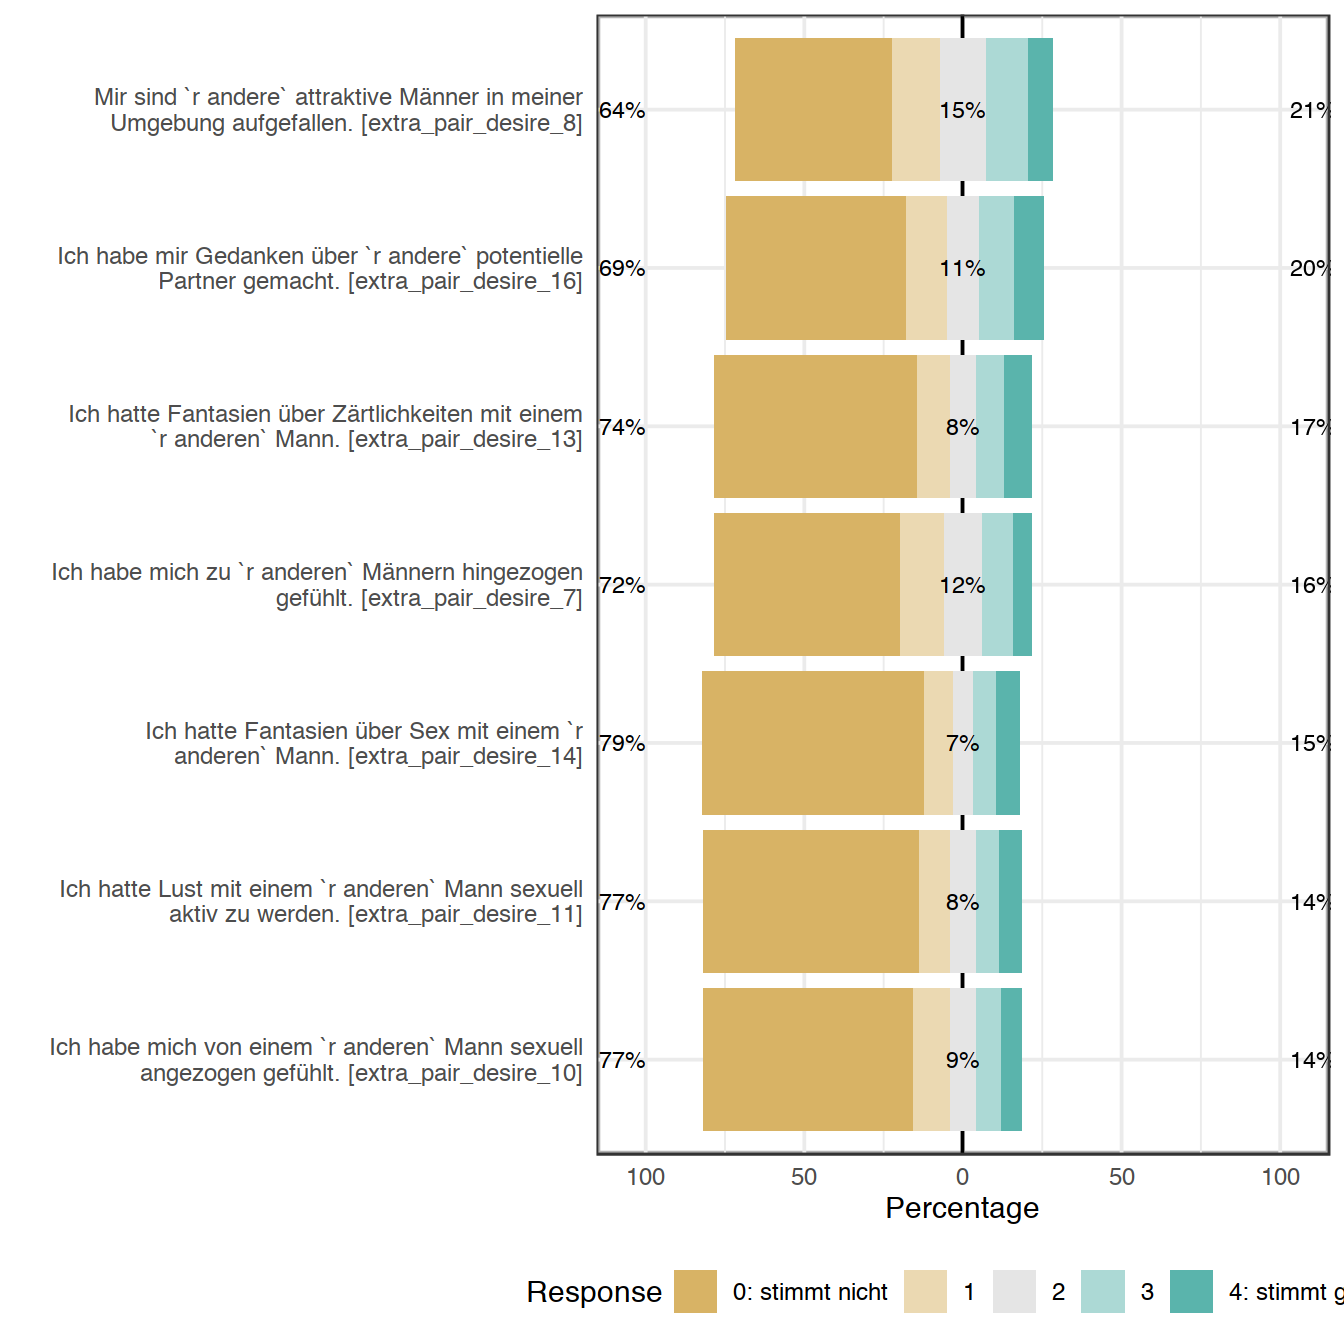 Mir sind `r andere` attraktive Männer in meiner
Umgebung aufgefallen. [extra_pair_desire_8]
64%
15%
21%
Ich habe mir Gedanken über `r andere` potentielle
Partner gemacht. [extra_pair_desire_16]
69%
11%
20%
Ich hatte Fantasien über Zärtlichkeiten mit einem
`r anderen` Mann. [extra_pair_desire_13]
74%
8%
17%
Ich habe mich zu `r anderen` Männern hingezogen
gefühlt. [extra_pair_desire_7]
72%
12%
16%
Ich hatte Fantasien über Sex mit einem `r
anderen` Mann. [extra_pair_desire_14]
79%
7%
15%
Ich hatte Lust mit einem `r anderen` Mann sexuell
aktiv zu werden. [extra_pair_desire_11]
77%
8%
14%
Ich habe mich von einem `r anderen` Mann sexuell
angezogen gefühlt. [extra_pair_desire_10]
77%
9%
14%
100 50 0 50 100
Percentage
Response 0: stimmt nicht 1 2 3 4: stimmt g